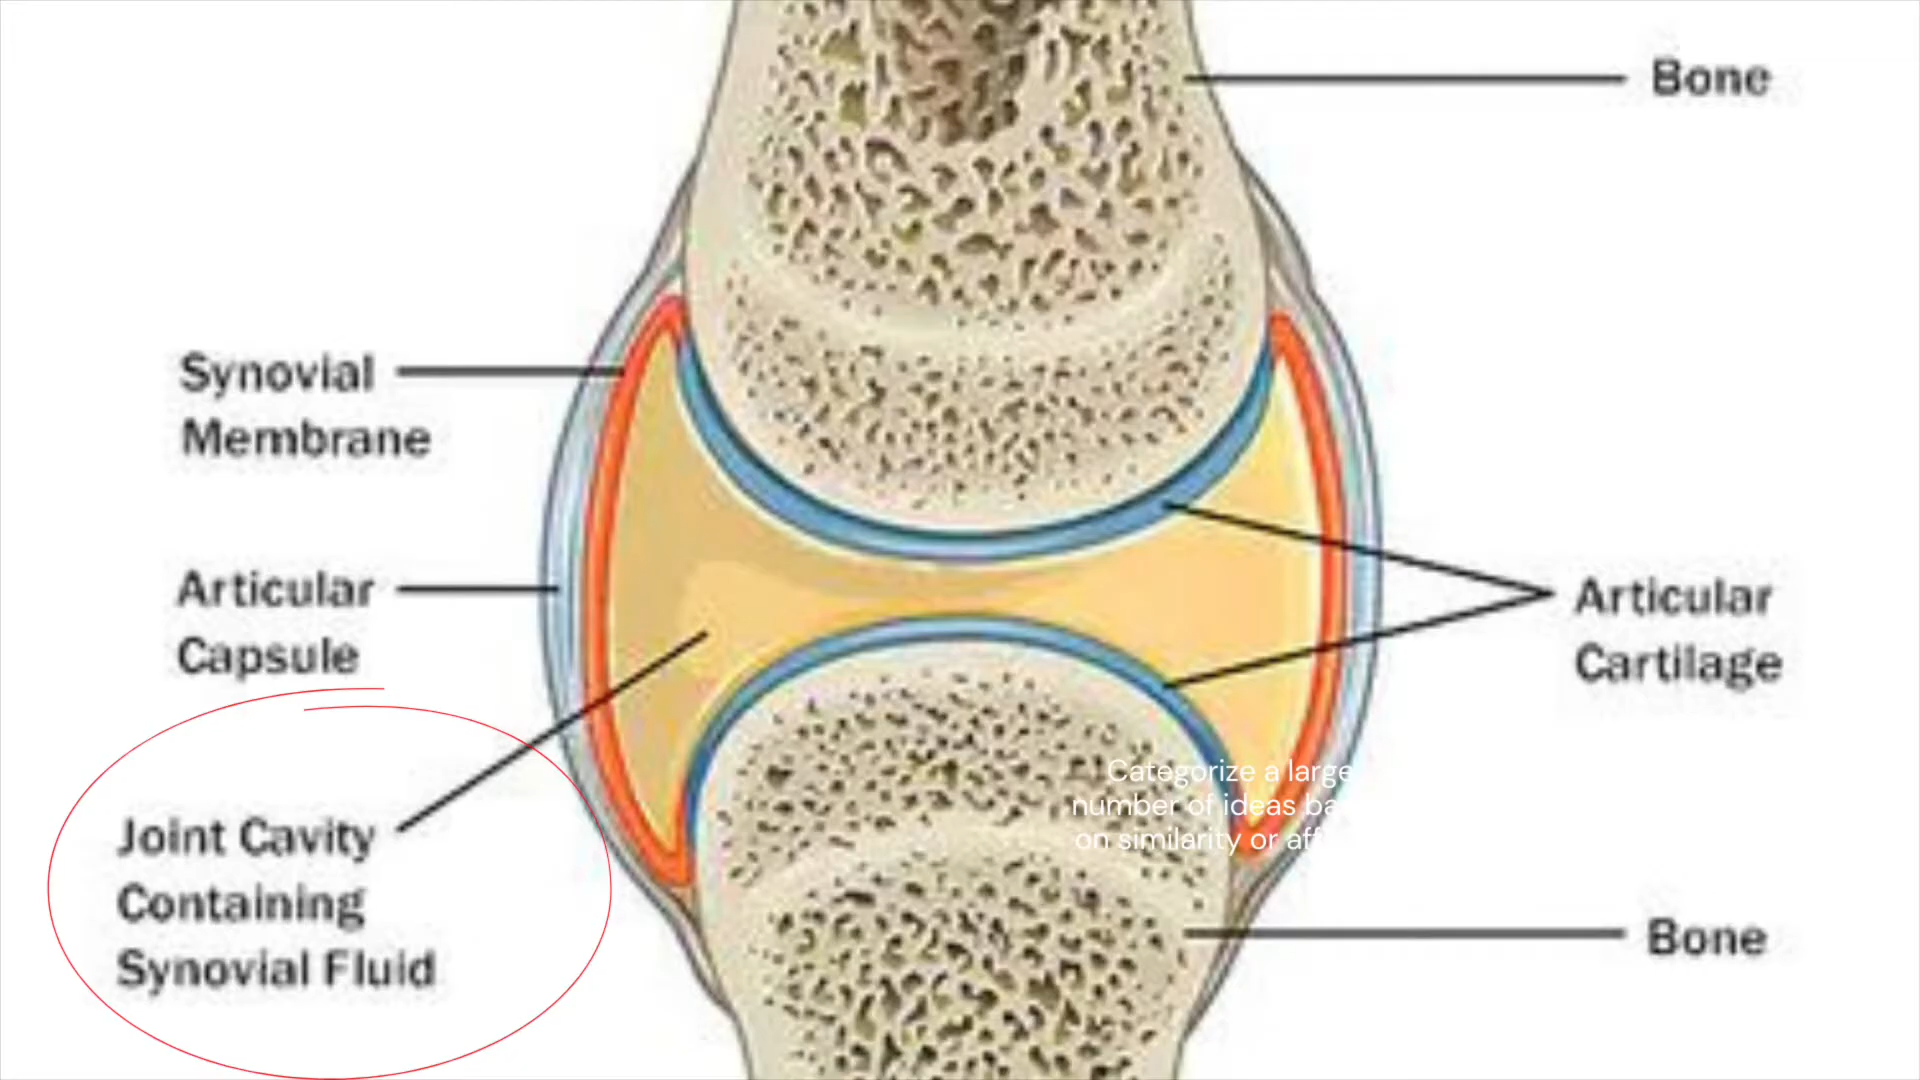 Bone
Synovial
Membrane
Articular
Capsule
Articular
Cartilage
Joint Cavity
Containing
Synovial Fluid
Categorize a large
number of ideas
on similarity or
Bone